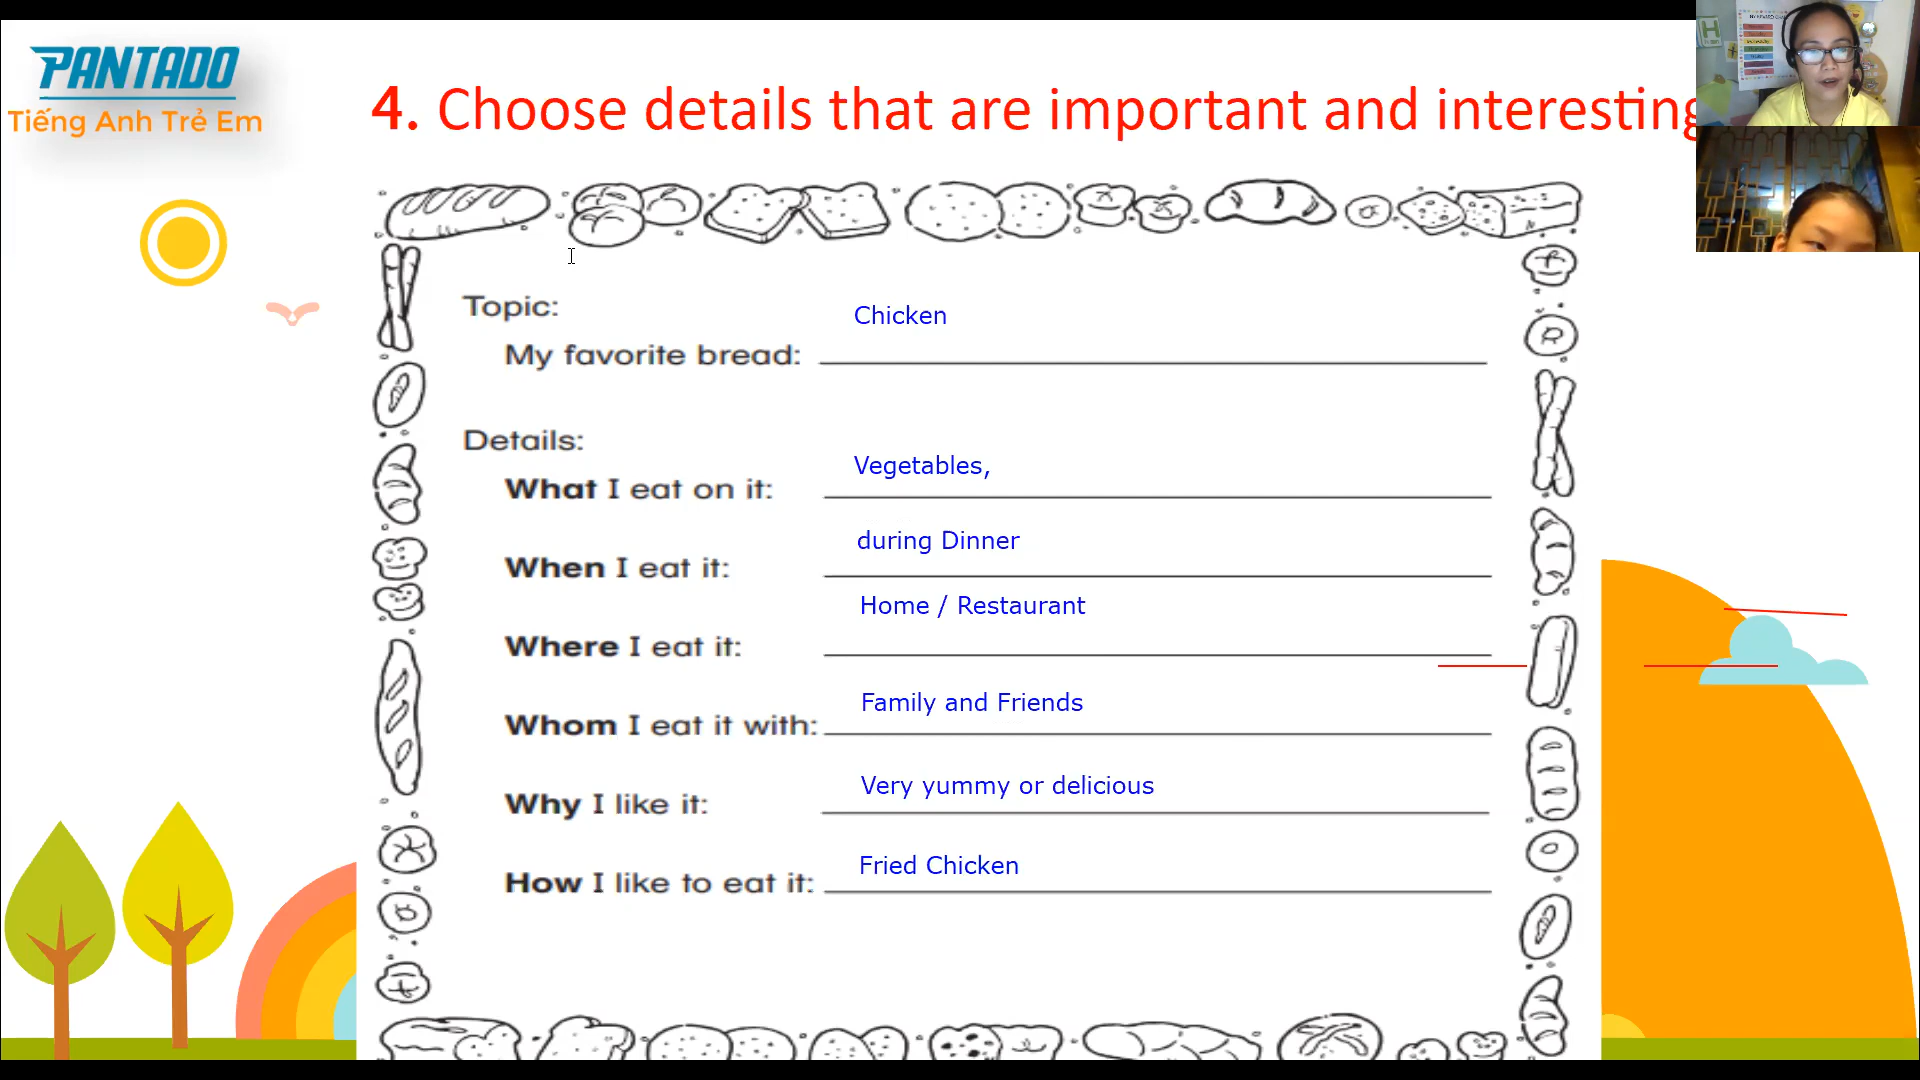 PANTADO
Tiếng Anh Trẻ Em
4. Choose details that are important and interesting
Topic:
Chicken
My favorite bread:
Details:
Vegetables,
What I eat on it:
during Dinner
When I eat it:
Home / Restaurant
Where I eat it:
Family and Friends
Whom I eat it with:
Very yummy or delicious
Why I like it:
Fried Chicken
How I like to eat it: